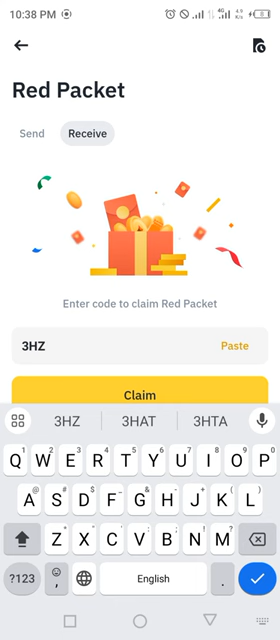 10:38 PM
Red Packet
Send Receive
Enter code to claim Red Packet
3HZ Paste
Claim
3HZ 3HAT 3HTA
Q W E R T Y U I O P
A S D F G H J K L
Z X C V B N M
?123 , English .